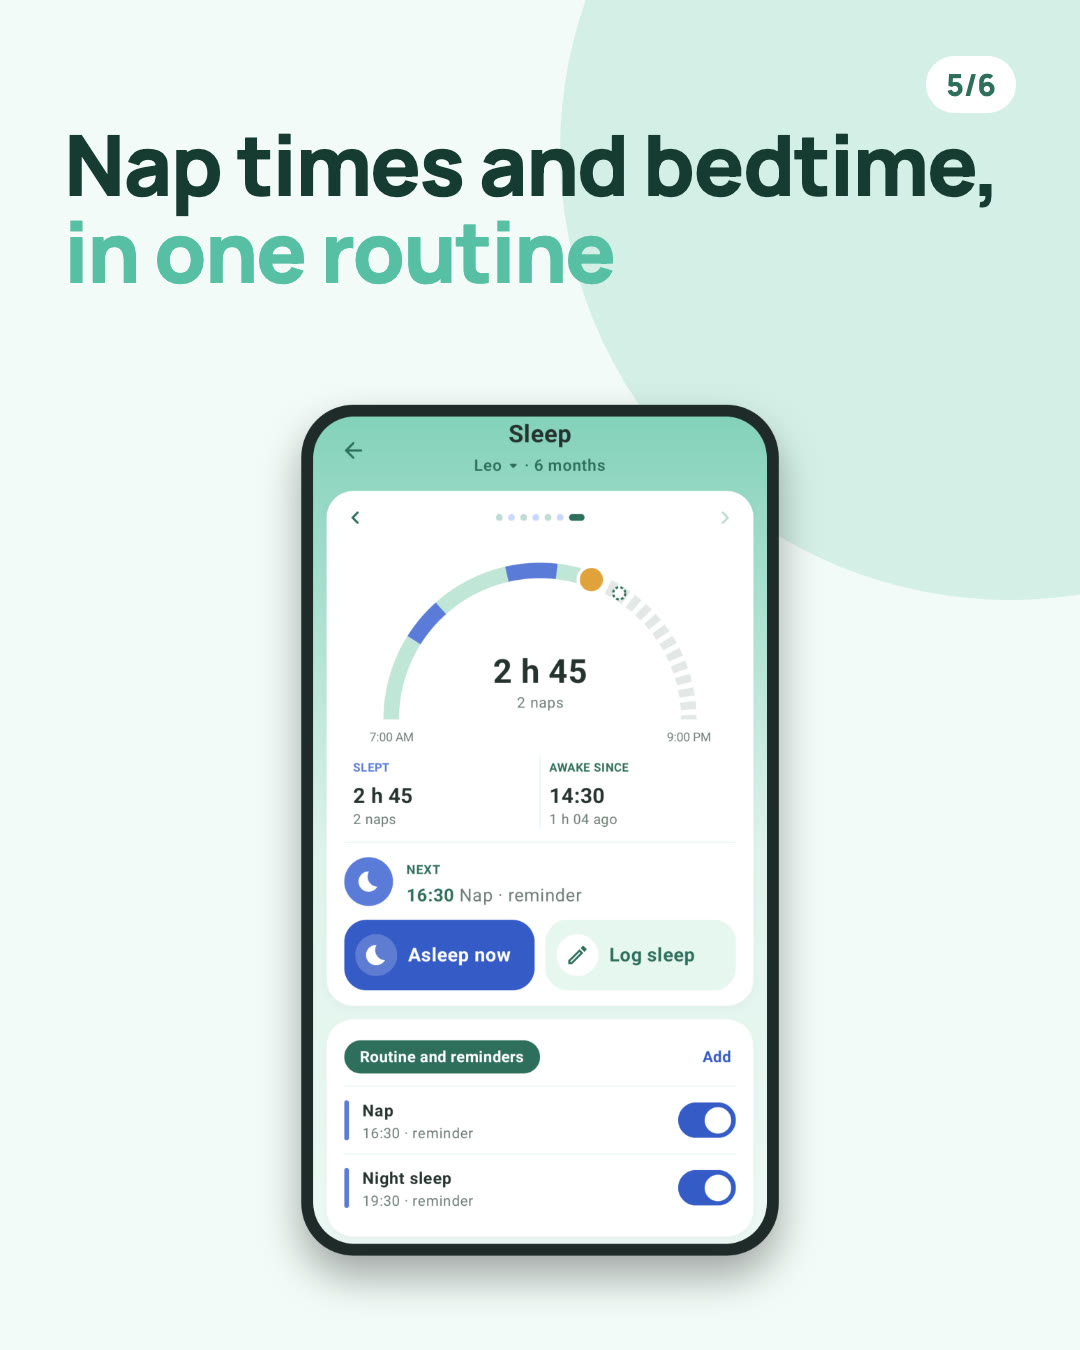 5/6
Nap times and bedtime,
in one routine
Sleep
Leo · 6 months
2 h 45
2 naps
7:00 AM
9:00 PM
SLEPT
2 h 45
2 naps
AWAKE SINCE
14:30
1 h 04 ago
NEXT
16:30 Nap · reminder
Asleep now
Log sleep
Routine and reminders
Add
Nap
16:30 · reminder
Night sleep
19:30 · reminder